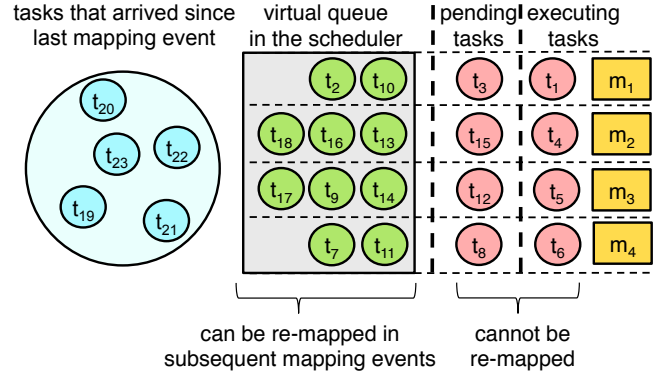 tasks that arrived since
last mapping event
virtual queue
in the scheduler
pending
tasks
executing
tasks
t20
t23
t22
t19
t21
t2 t10 t3 t1 m1
t18 t16 t13 t15 t4 m2
t17 t9 t14 t12 t5 m3
t7 t11 t8 t6 m4
can be re-mapped in
subsequent mapping events
cannot be
re-mapped